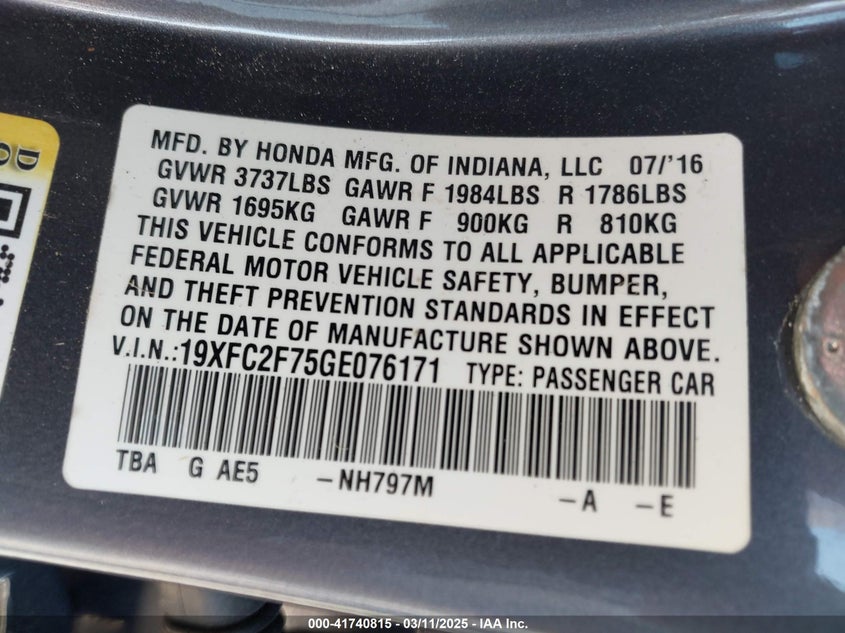 MFD. BY HONDA MFG. OF INDIANA, LLC 07/'16
GVWR 3737LBS GAWR F 1984LBS R 1786LBS
GVWR 1695KG GAWR F 900KG R 810KG
THIS VEHICLE CONFORMS TO ALL APPLICABLE
FEDERAL MOTOR VEHICLE SAFETY, BUMPER,
AND THEFT PREVENTION STANDARDS IN EFFECT
ON THE DATE OF MANUFACTURE SHOWN ABOVE.
V.I.N.:19XFC2F75GE076171 TYPE: PASSENGER CAR
TBA G AE5 -NH797M -A -E
000-41740815 - 03/11/2025 - IAA Inc.